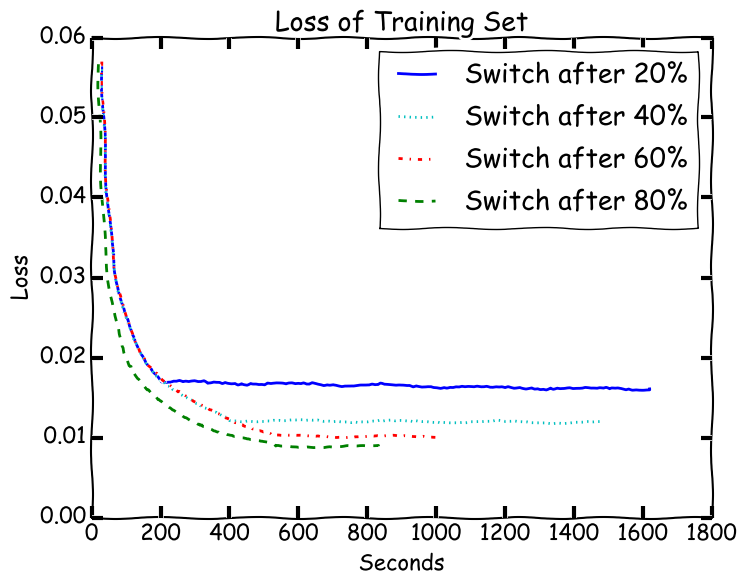 Loss of Training Set
0.06
0.05
0.04
0.03
0.02
0.01
0.00
Loss
Switch after 20%
Switch after 40%
Switch after 60%
Switch after 80%
0 200 400 600 800 1000 1200 1400 1600 1800
Seconds